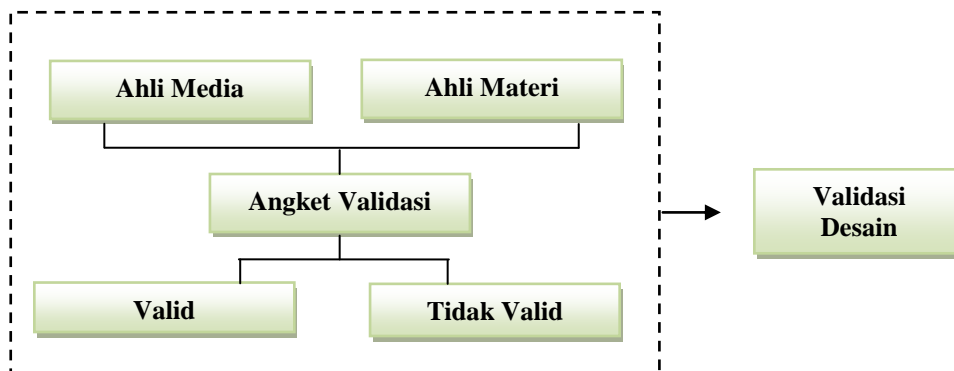 Ahli Media
Ahli Materi
Angket Validasi
Valid
Tidak Valid
Validasi
Desain